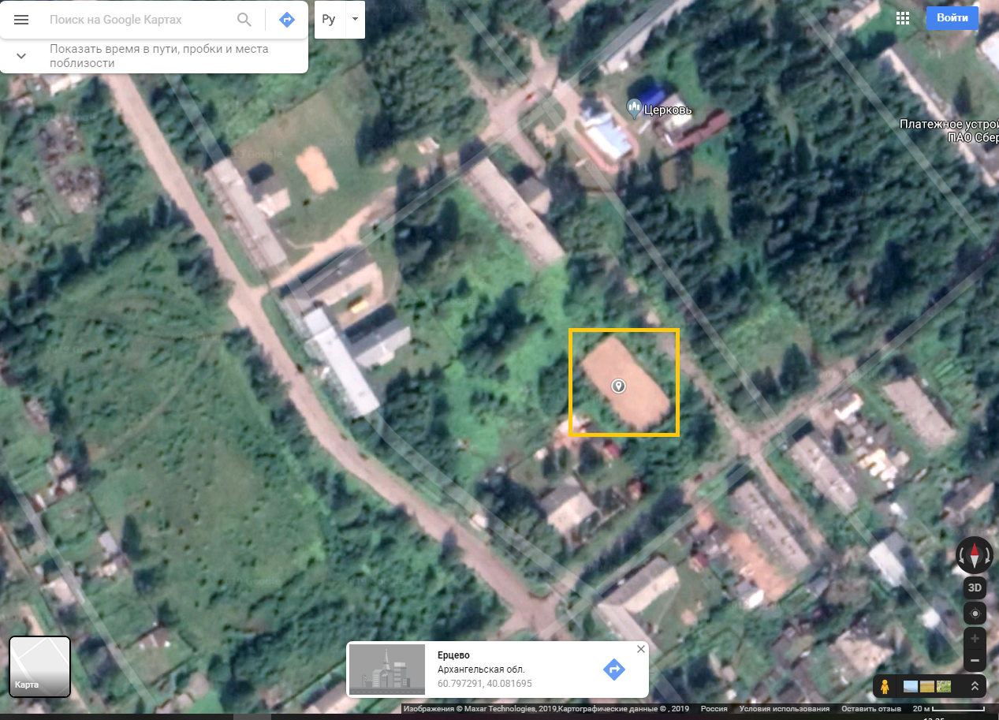 Поиск на Google Картах
Ру
Войти
Показать время в пути, пробки и места
поблизости
Церковь
Платежное устрой
ПАО Сбер
3D
Карта
Ерцево
Архангельская обл.
60.797291, 40.081695
Изображения © Maxar Technologies, 2019,Картографические данные © , 2019 Россия Условия использования Оставить отзыв 20 м